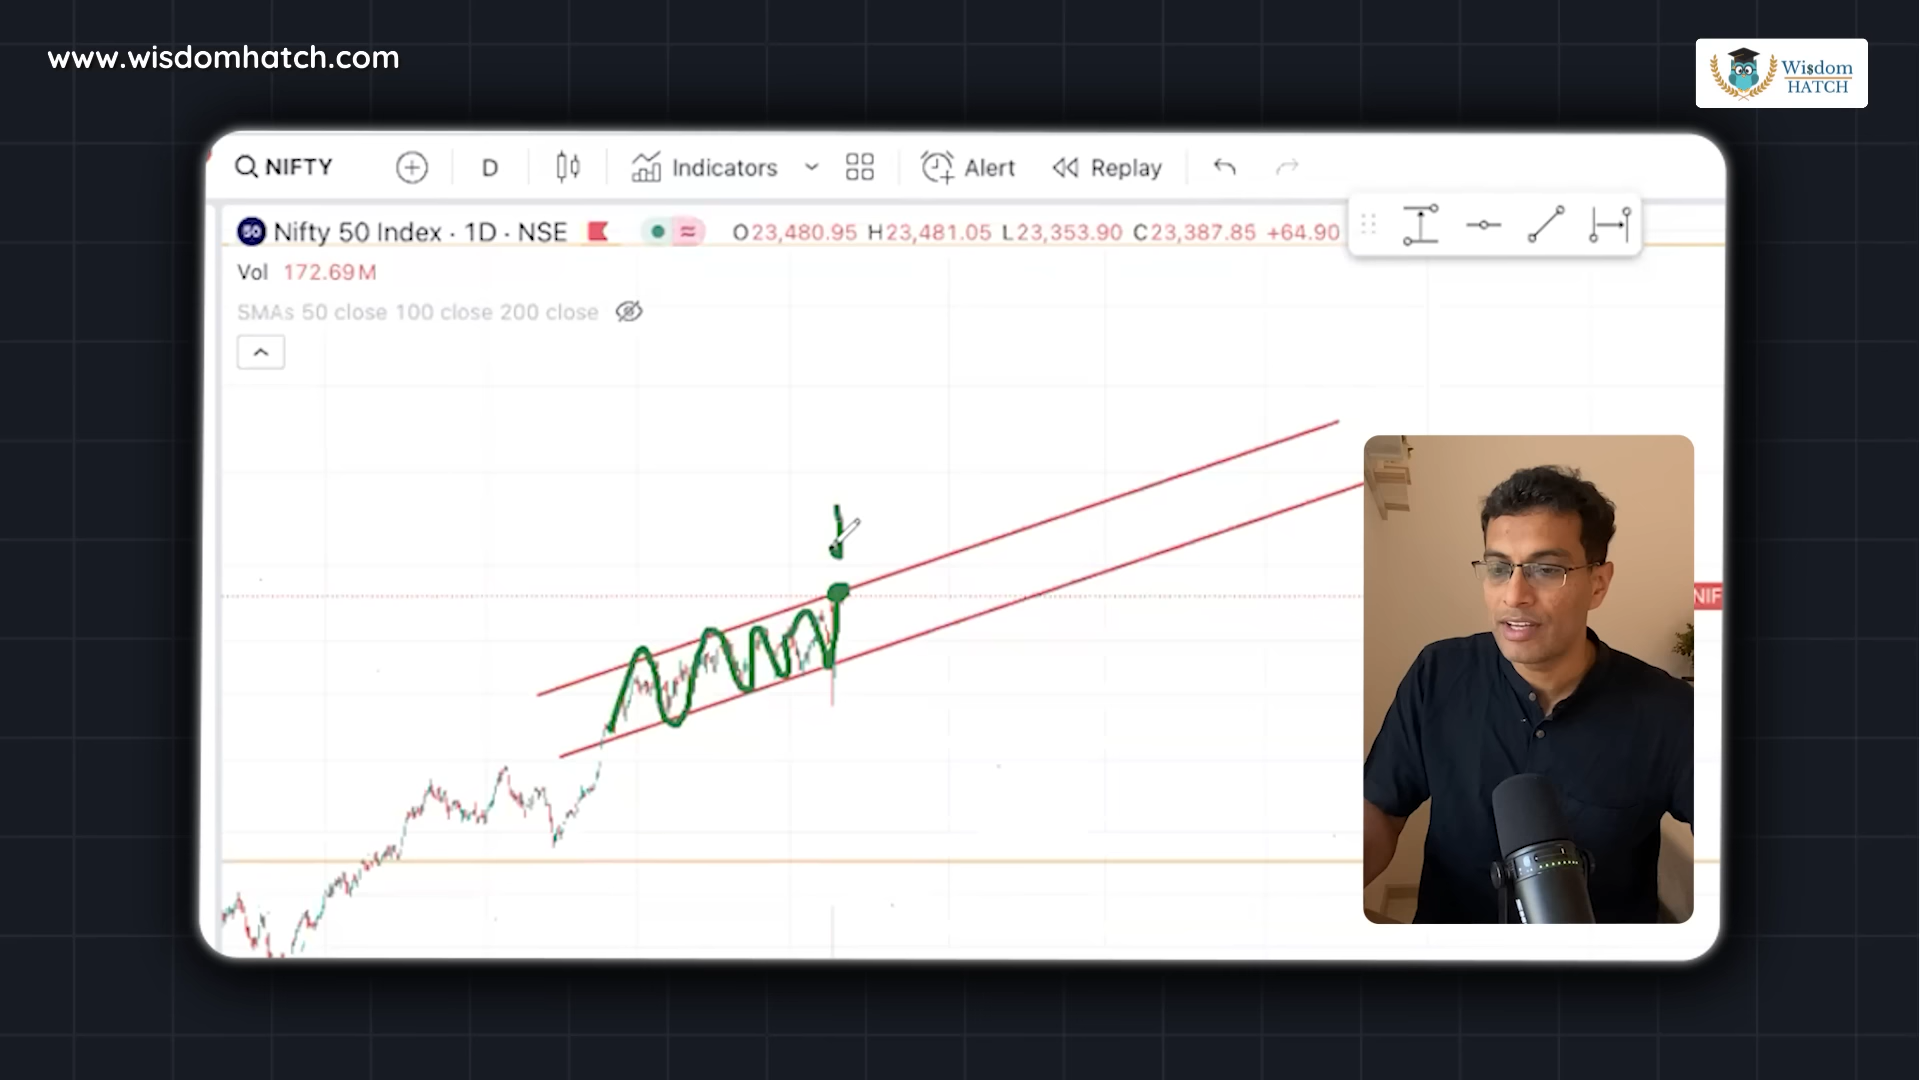 www.wisdomhatch.com
Wisdom
HATCH
NIFTY
D
Indicators
Alert
Replay
50 Nifty 50 Index · 1D · NSE O23,480.95 H23,481.05 L23,353.90 C23,387.85 +64.90
Vol 172.69M
SMAs 50 close 100 close 200 close
NIF